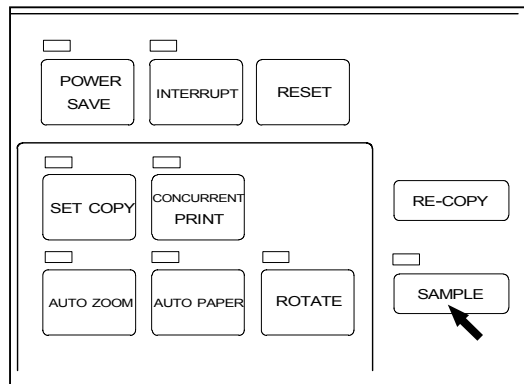 POWER
SAVE
INTERRUPT
RESET
SET COPY
CONCURRENT
PRINT
RE-COPY
AUTO ZOOM
AUTO PAPER
ROTATE
SAMPLE